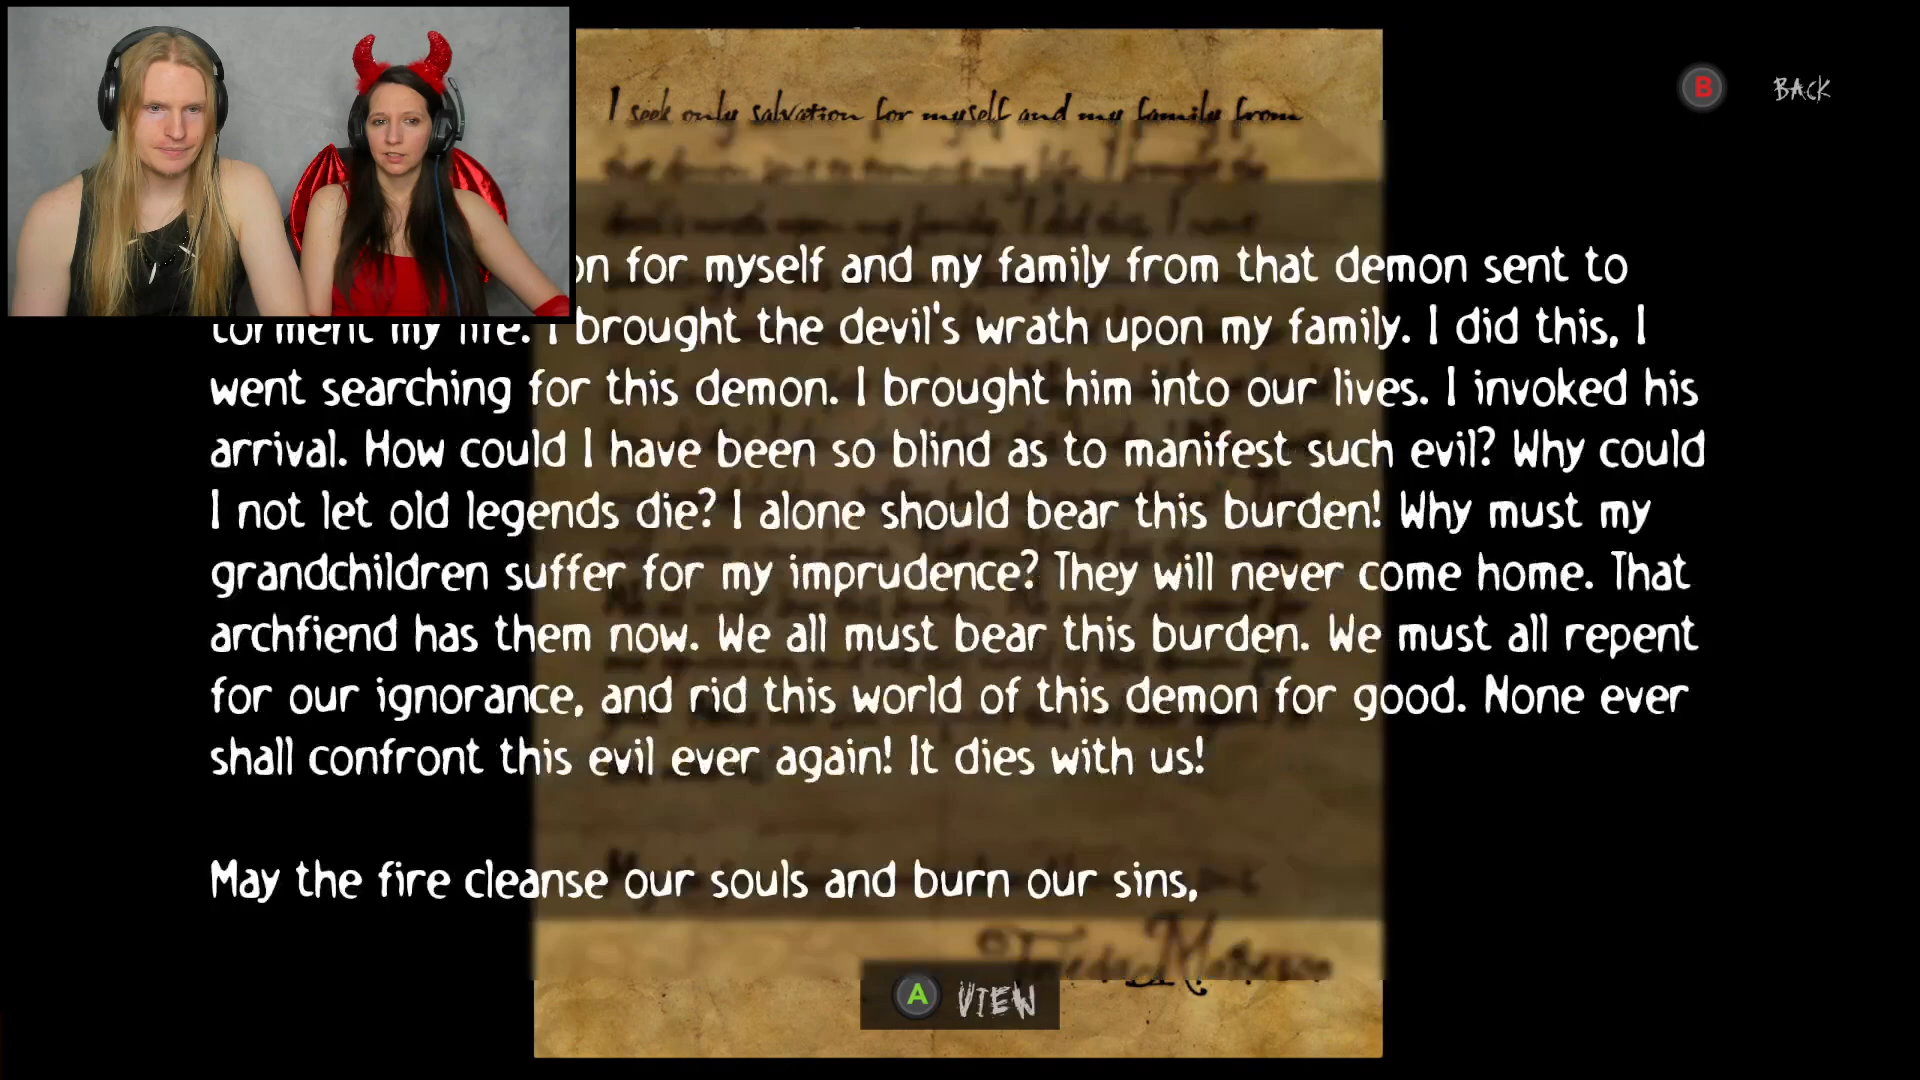 I seek only salvation for myself and my family from
B BACK
on for myself and my family from that demon sent to
torment my life. I brought the devil's wrath upon my family. I did this, I
went searching for this demon. I brought him into our lives. I invoked his
arrival. How could I have been so blind as to manifest such evil? Why could
I not let old legends die? I alone should bear this burden! Why must my
grandchildren suffer for my imprudence? They will never come home. That
archfiend has them now. We all must bear this burden. We must all repent
for our ignorance, and rid this world of this demon for good. None ever
shall confront this evil ever again! It dies with us!
May the fire cleanse our souls and burn our sins,
A VIEW